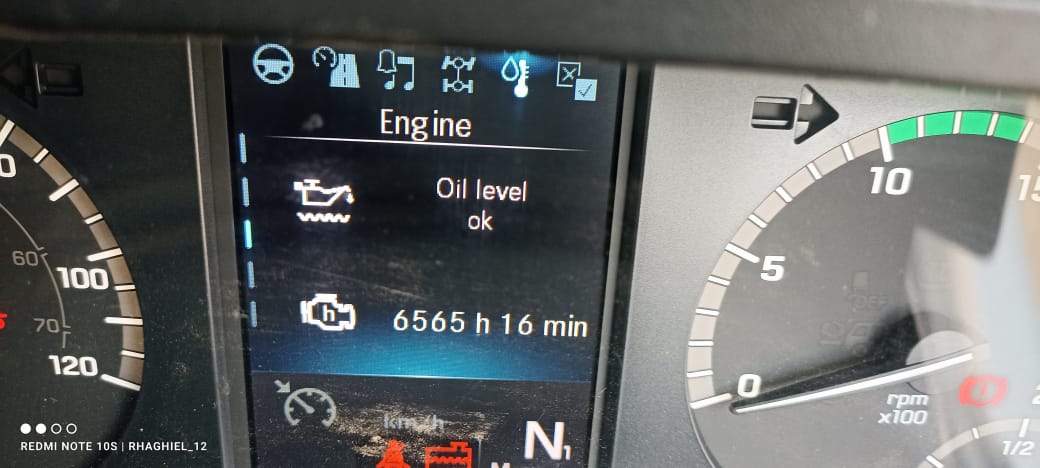 Engine
Oil level
ok
h
6565 h 16 min
km/h
N1
60
100
70
120
0
5
10
rpm
x100
1/2
REDMI NOTE 10S | RHAGHIEL_12